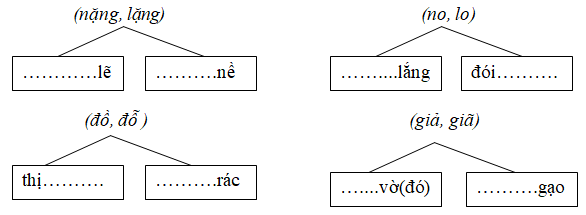 (nặng, lặng) (no, lo)
…………lẽ ……….nề ……....lắng đói……….
(đồ, đỗ ) (giả, giã)
thị………. ……….rác …....vờ(đó) ……….gạo